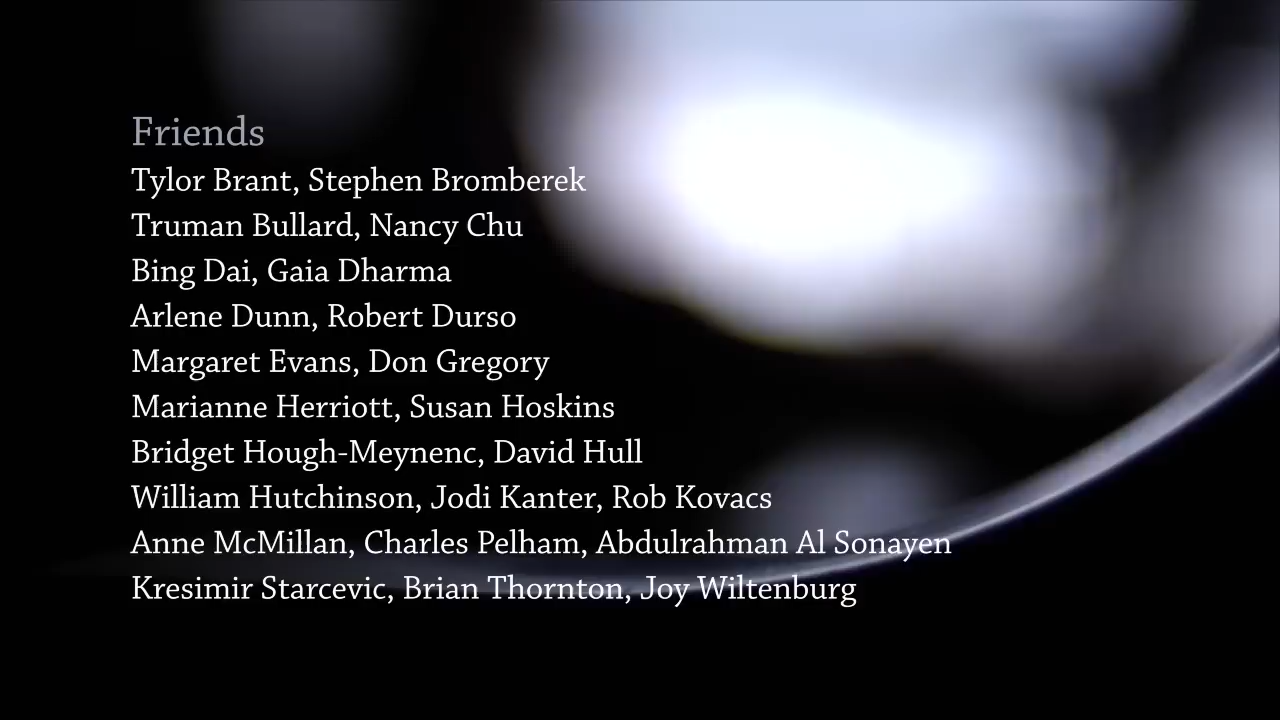 Friends
Tylor Brant, Stephen Bromberek
Truman Bullard, Nancy Chu
Bing Dai, Gaia Dharma
Arlene Dunn, Robert Durso
Margaret Evans, Don Gregory
Marianne Herriott, Susan Hoskins
Bridget Hough-Meynenc, David Hull
William Hutchinson, Jodi Kanter, Rob Kovacs
Anne McMillan, Charles Pelham, Abdulrahman Al Sonayen
Kresimir Starcevic, Brian Thornton, Joy Wiltenburg